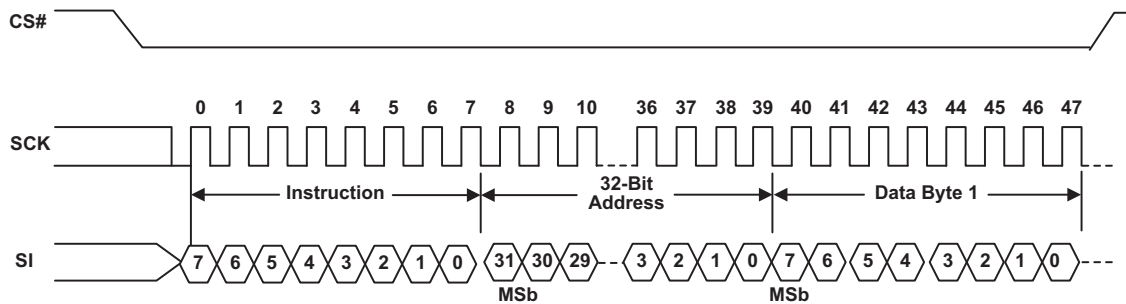 CS#
0 1 2 3 4 5 6 7 8 9 10 36 37 38 39 40 41 42 43 44 45 46 47
SCK
Instruction
32-Bit
Address
Data Byte 1
SI
7 6 5 4 3 2 1 0 31 30 29 3 2 1 0 7 6 5 4 3 2 1 0
MSb MSb